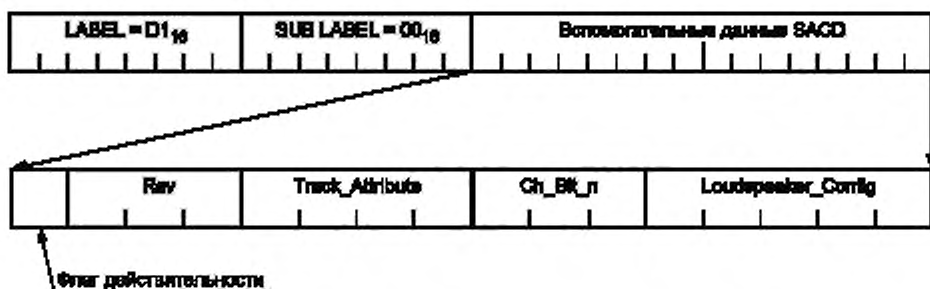 LABEL = D1₁₆ SUB LABEL = 00₁₆ Вспомогательные данные SACD
Rsv Track_Attribute Ch_Bit_n Loudspeaker_Config
Флаг действительности